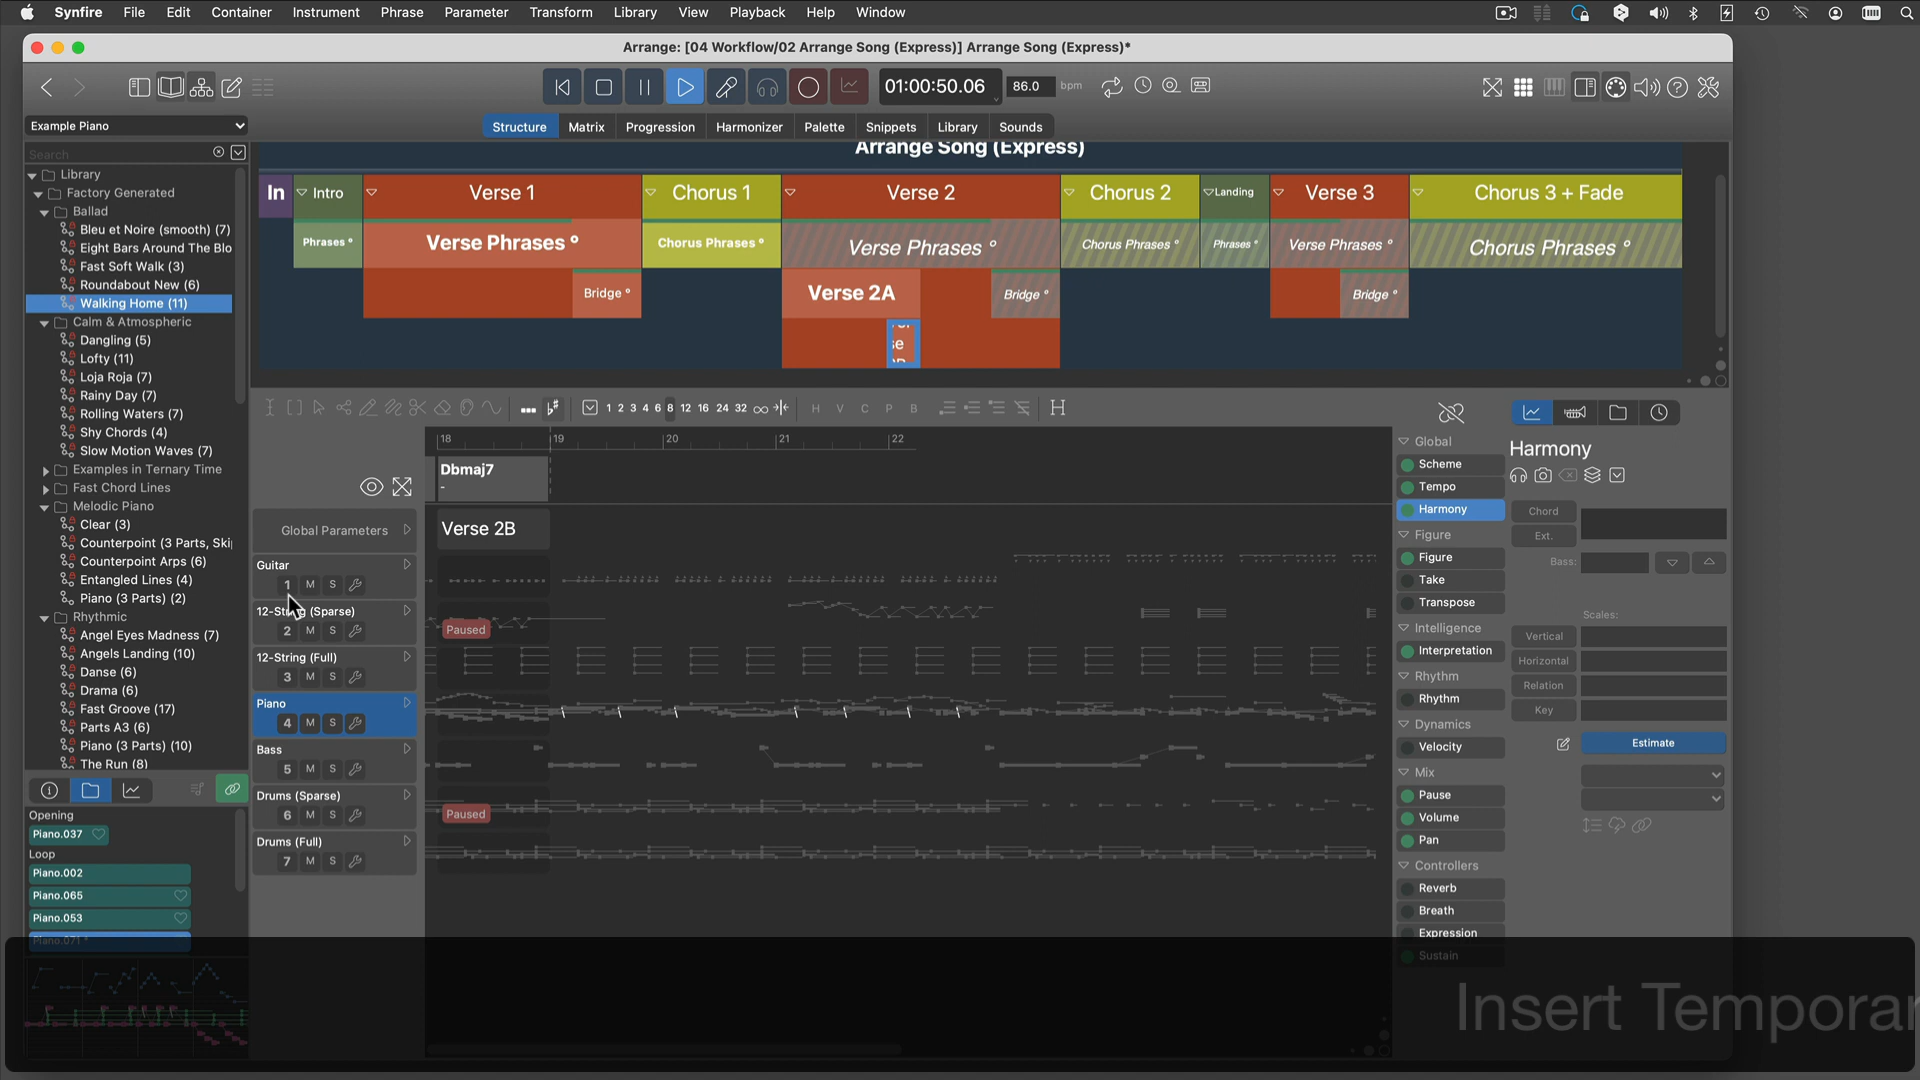 Synfire File Edit Container Instrument Phrase Parameter Transform Library View Playback Help Window
Arrange: [04 Workflow/02 Arrange Song (Express)] Arrange Song (Express)*
01:00:50.06 86.0 bpm
Example Piano
Structure Matrix Progression Harmonizer Palette Snippets Library Sounds
Search
Arrange Song (Express)
In Intro Verse 1 Chorus 1 Verse 2 Chorus 2 Landing Verse 3 Chorus 3 + Fade
Phrases ° Verse Phrases ° Chorus Phrases ° Verse Phrases ° Chorus Phrases ° Phrases ° Verse Phrases ° Chorus Phrases °
Bridge ° Verse 2A Bridge ° Bridge °
se
Library
Factory Generated
Ballad
Bleu et Noire (smooth) (7)
Eight Bars Around The Blo
Fast Soft Walk (3)
Roundabout New (6)
Walking Home (11)
Calm & Atmospheric
Dangling (5)
Lofty (11)
Loja Roja (7)
Rainy Day (7)
Rolling Waters (7)
Shy Chords (4)
Slow Motion Waves (7)
Examples in Ternary Time
Fast Chord Lines
Melodic Piano
Clear (3)
Counterpoint (3 Parts, Ski
Counterpoint Arps (6)
Entangled Lines (4)
Piano (3 Parts) (2)
Rhythmic
Angel Eyes Madness (7)
Angels Landing (10)
Danse (6)
Drama (6)
Fast Groove (17)
Parts A3 (6)
Piano (3 Parts) (10)
The Run (8)
Opening
Piano.037
Loop
Piano.002
Piano.065
Piano.053
Piano.071 *
1 2 3 4 6 8 12 16 24 32 ∞ H V C P B
18 19 20 21 22
Dbmaj7
-
Global Parameters
Verse 2B
Guitar
1 M S
12-String (Sparse)
2 M S
Paused
12-String (Full)
3 M S
Piano
4 M S
Bass
5 M S
Drums (Sparse)
6 M S
Paused
Drums (Full)
7 M S
Global
Scheme
Tempo
Harmony
Figure
Figure
Take
Transpose
Intelligence
Interpretation
Rhythm
Rhythm
Dynamics
Velocity
Mix
Pause
Volume
Pan
Controllers
Reverb
Breath
Expression
Sustain
Harmony
Chord
Ext.
Bass:
Scales:
Vertical
Horizontal
Relation
Key
Estimate
Insert Temporar